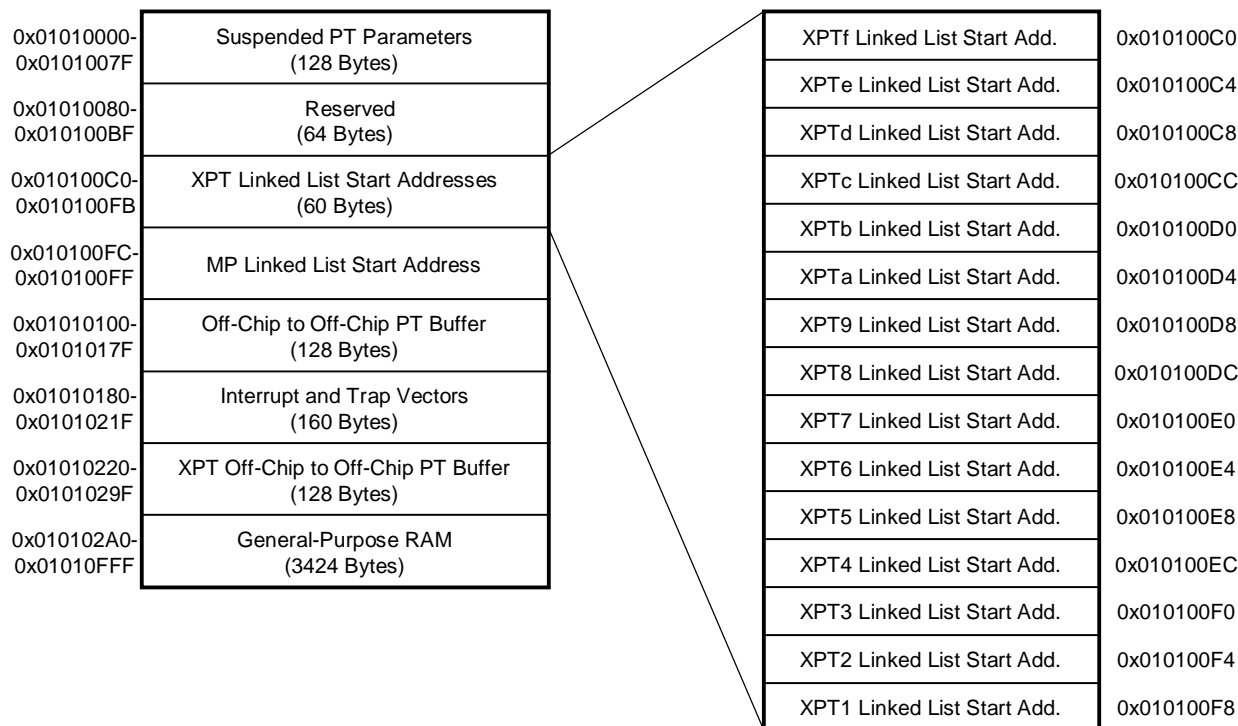 0x01010000-
0x0101007F
Suspended PT Parameters
(128 Bytes)
0x01010080-
0x010100BF
Reserved
(64 Bytes)
0x010100C0-
0x010100FB
XPT Linked List Start Addresses
(60 Bytes)
0x010100FC-
0x010100FF
MP Linked List Start Address
0x01010100-
0x0101017F
Off-Chip to Off-Chip PT Buffer
(128 Bytes)
0x01010180-
0x0101021F
Interrupt and Trap Vectors
(160 Bytes)
0x01010220-
0x0101029F
XPT Off-Chip to Off-Chip PT Buffer
(128 Bytes)
0x010102A0-
0x01010FFF
General-Purpose RAM
(3424 Bytes)
XPTf Linked List Start Add. 0x010100C0
XPTe Linked List Start Add. 0x010100C4
XPTd Linked List Start Add. 0x010100C8
XPTc Linked List Start Add. 0x010100CC
XPTb Linked List Start Add. 0x010100D0
XPTa Linked List Start Add. 0x010100D4
XPT9 Linked List Start Add. 0x010100D8
XPT8 Linked List Start Add. 0x010100DC
XPT7 Linked List Start Add. 0x010100E0
XPT6 Linked List Start Add. 0x010100E4
XPT5 Linked List Start Add. 0x010100E8
XPT4 Linked List Start Add. 0x010100EC
XPT3 Linked List Start Add. 0x010100F0
XPT2 Linked List Start Add. 0x010100F4
XPT1 Linked List Start Add. 0x010100F8